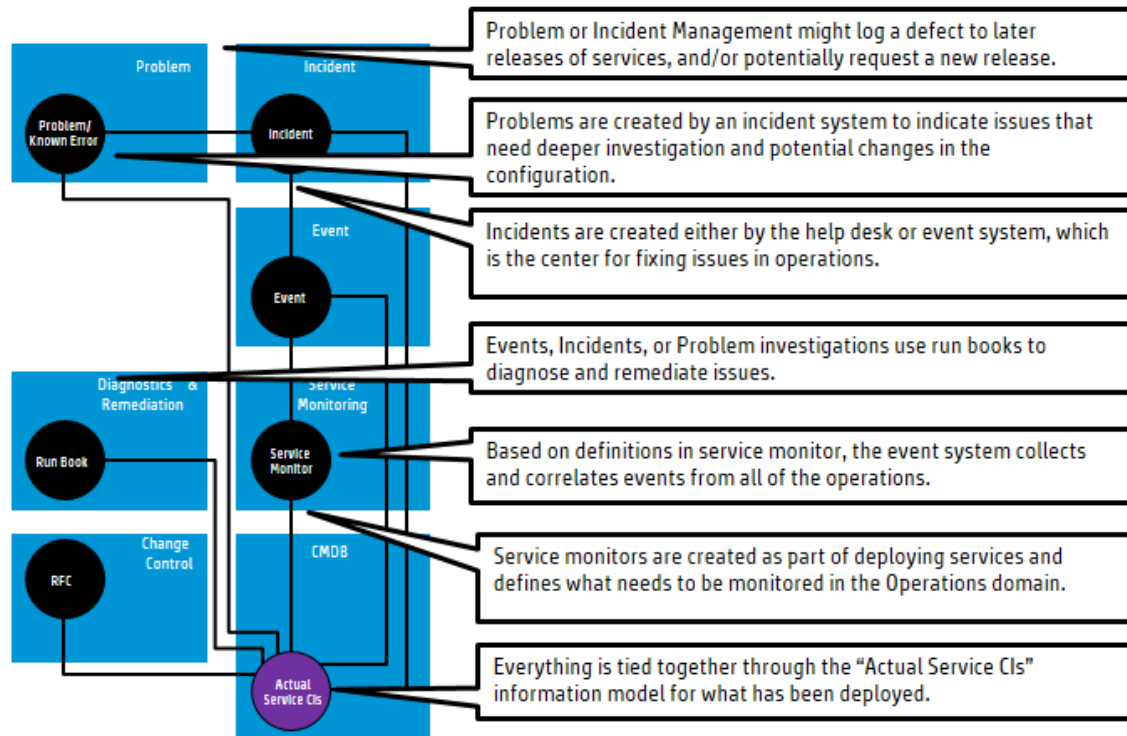 Problem or Incident Management might log a defect to later
releases of services, and/or potentially request a new release.
Problem
Incident
Problem/
Known Error
Incident
Problems are created by an incident system to indicate issues that
need deeper investigation and potential changes in the
configuration.
Incidents are created either by the help desk or event system, which
is the center for fixing issues in operations.
Event
Event
Events, Incidents, or Problem investigations use run books to
diagnose and remediate issues.
Diagnostics &
Remediation
Service
Monitoring
Run Book
Service
Monitor
Based on definitions in service monitor, the event system collects
and correlates events from all of the operations.
Change
Control
CMDB
RFC
Service monitors are created as part of deploying services and
defines what needs to be monitored in the Operations domain.
Actual
Service CIs
Everything is tied together through the “Actual Service CIs”
information model for what has been deployed.